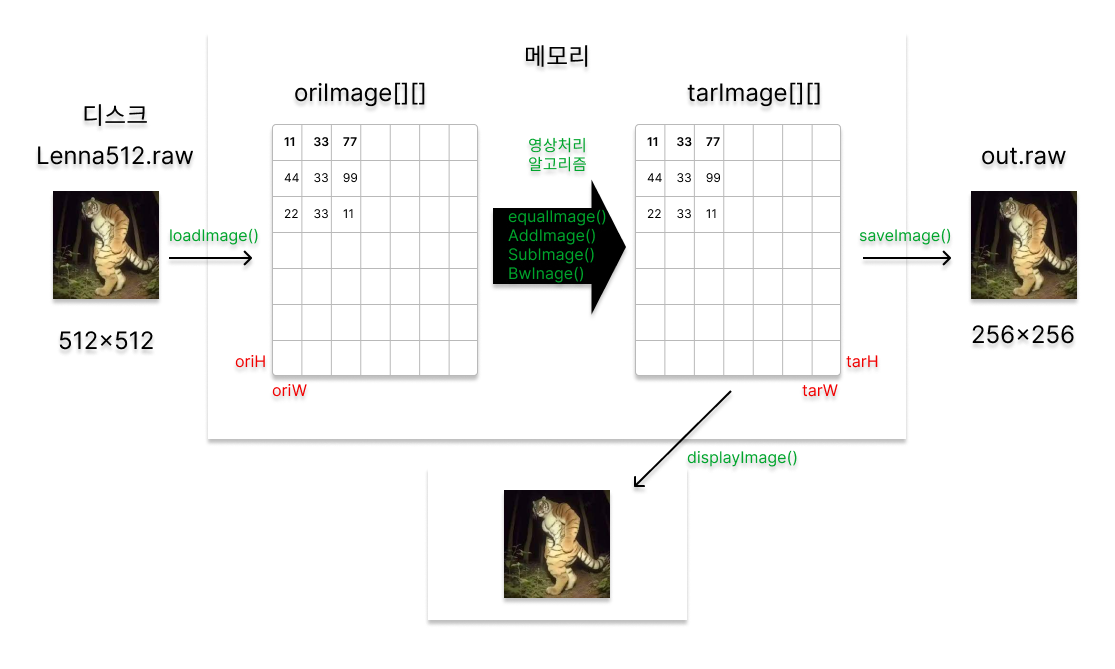 메모리
oriImage[][]
tarImage[][]
디스크
Lenna512.raw
512×512
loadImage()
11 33 77
44 33 99
22 33 11
oriH
oriW
영상처리
알고리즘
equalImage()
AddImage()
SubImage()
BwInage()
11 33 77
44 33 99
22 33 11
tarH
tarW
saveImage()
out.raw
256×256
displayImage()